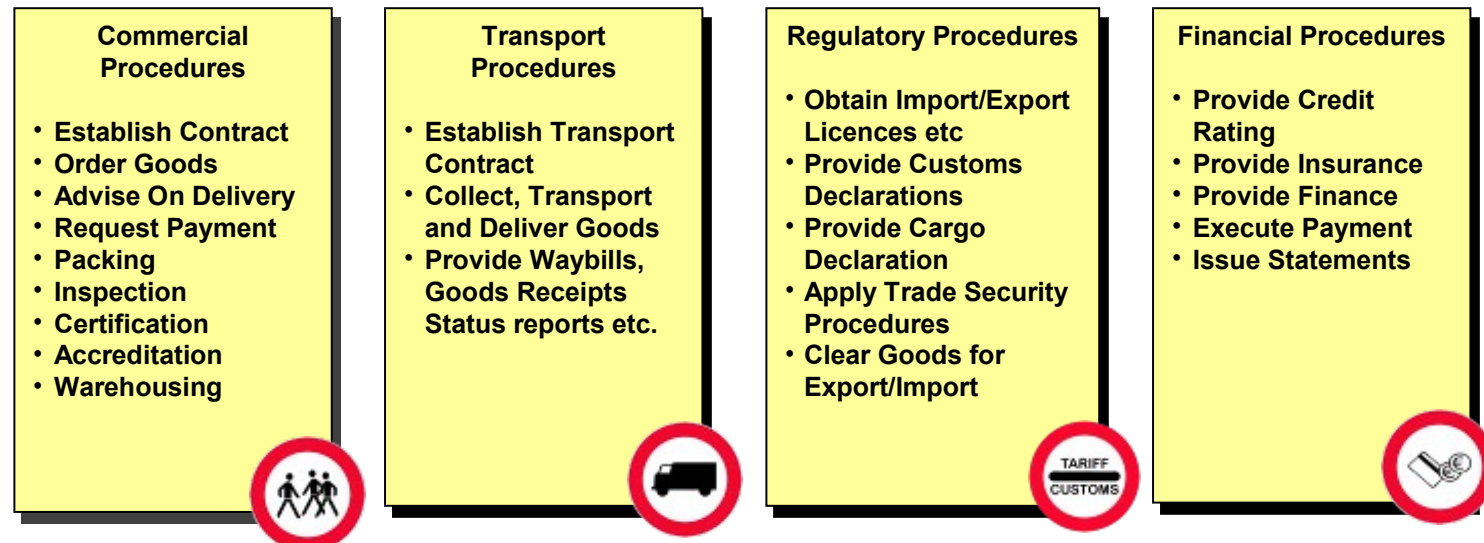 Commercial
Procedures
• Establish Contract
• Order Goods
• Advise On Delivery
• Request Payment
• Packing
• Inspection
• Certification
• Accreditation
• Warehousing
Transport
Procedures
• Establish Transport
Contract
• Collect, Transport
and Deliver Goods
• Provide Waybills,
Goods Receipts
Status reports etc.
Regulatory Procedures
• Obtain Import/Export
Licences etc
• Provide Customs
Declarations
• Provide Cargo
Declaration
• Apply Trade Security
Procedures
• Clear Goods for
Export/Import
TARIFF
CUSTOMS
Financial Procedures
• Provide Credit
Rating
• Provide Insurance
• Provide Finance
• Execute Payment
• Issue Statements